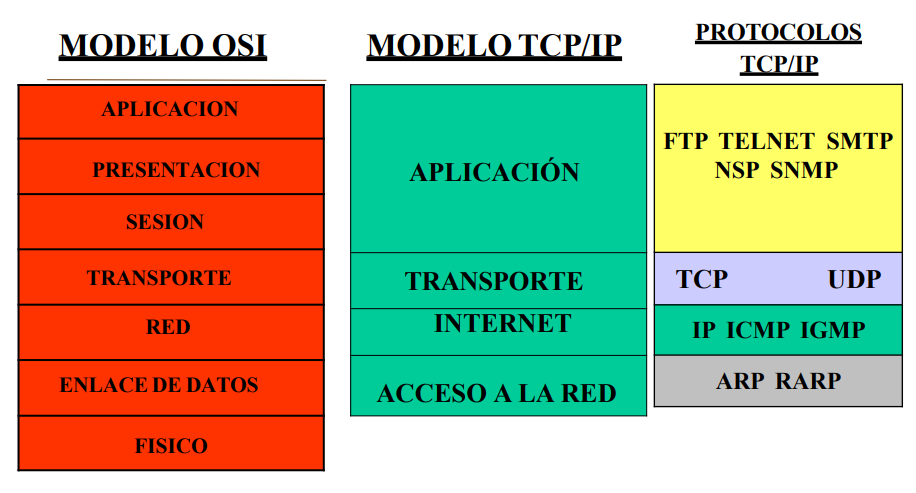 MODELO OSI
APLICACION
PRESENTACION
SESION
TRANSPORTE
RED
ENLACE DE DATOS
FISICO
MODELO TCP/IP
APLICACIÓN
TRANSPORTE
INTERNET
ACCESO A LA RED
PROTOCOLOS
TCP/IP
FTP TELNET SMTP
NSP SNMP
TCP UDP
IP ICMP IGMP
ARP RARP